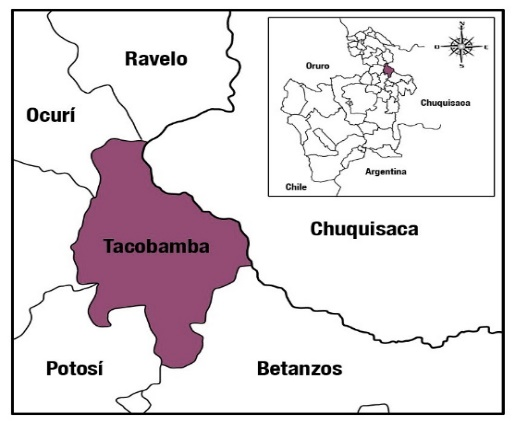 Ravelo
Ocurí
Tacobamba
Chuquisaca
Potosí
Betanzos
Oruro
Chuquisaca
Argentina
Chile
N
O
E
S